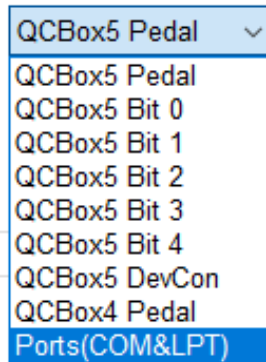 QCBox5 Pedal
QCBox5 Pedal
QCBox5 Bit 0
QCBox5 Bit 1
QCBox5 Bit 2
QCBox5 Bit 3
QCBox5 Bit 4
QCBox5 DevCon
QCBox4 Pedal
Ports(COM&LPT)